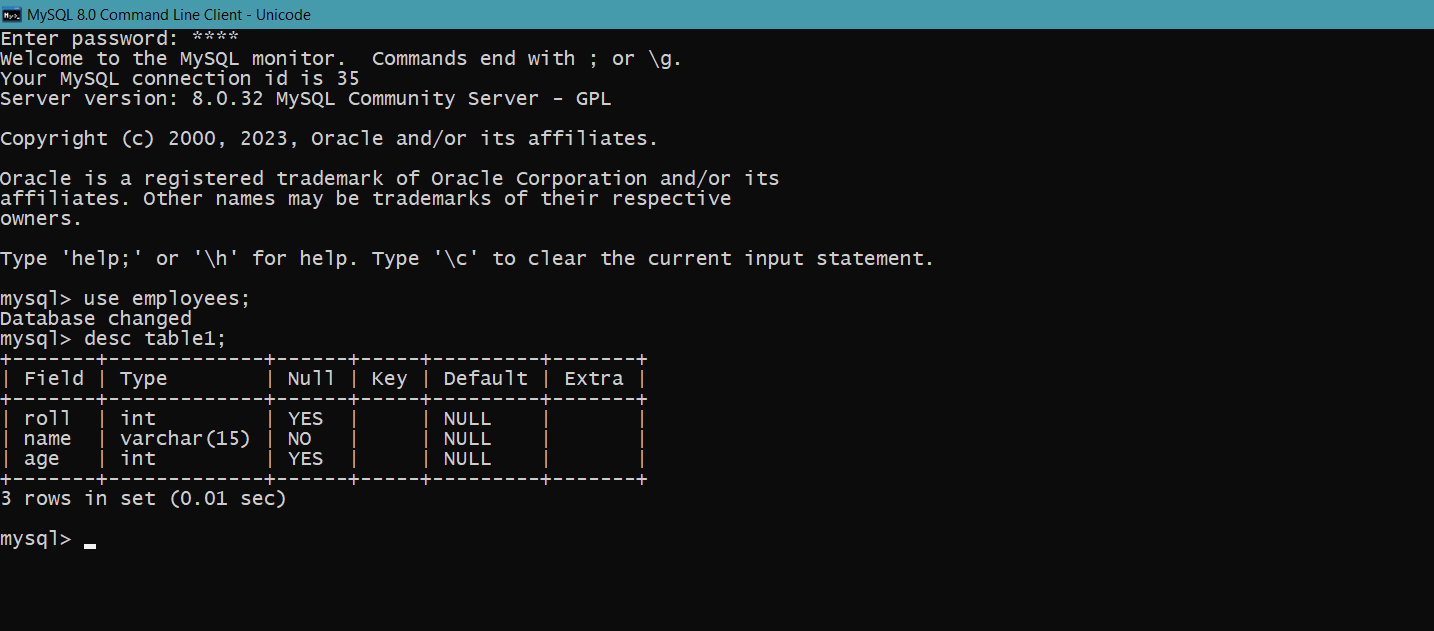 MySQL 8.0 Command Line Client - Unicode
Enter password: ****
Welcome to the MySQL monitor.  Commands end with ; or \g.
Your MySQL connection id is 35
Server version: 8.0.32 MySQL Community Server - GPL
Copyright (c) 2000, 2023, Oracle and/or its affiliates.
Oracle is a registered trademark of Oracle Corporation and/or its
affiliates. Other names may be trademarks of their respective
owners.
Type 'help;' or '\h' for help. Type '\c' to clear the current input statement.
mysql> use employees;
Database changed
mysql> desc table1;
+-------+-------------+------+-----+---------+-------+
| Field | Type        | Null | Key | Default | Extra |
+-------+-------------+------+-----+---------+-------+
| roll  | int         | YES  |     | NULL    |       |
| name  | varchar(15) | NO   |     | NULL    |       |
| age   | int         | YES  |     | NULL    |       |
+-------+-------------+------+-----+---------+-------+
3 rows in set (0.01 sec)
mysql> _